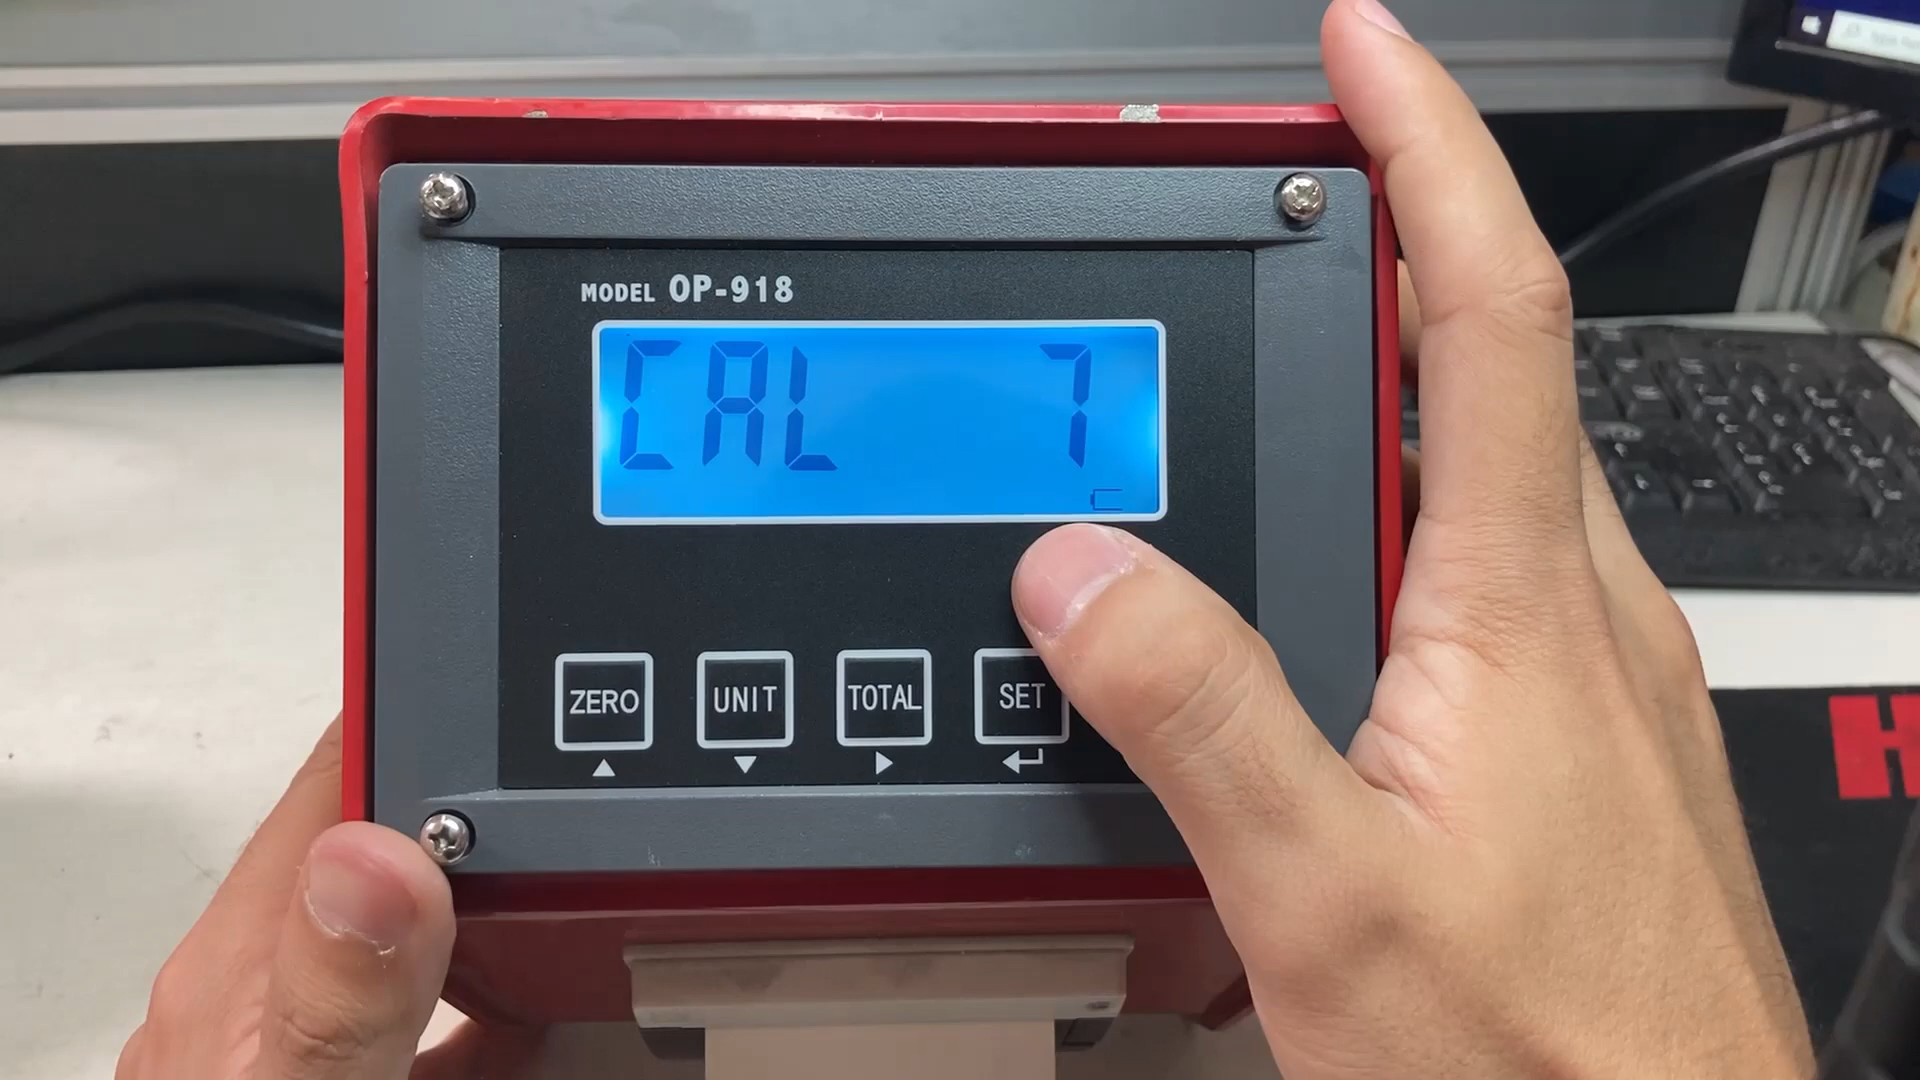 MODEL OP-918
CAL 7
ZERO UNIT TOTAL SET
H